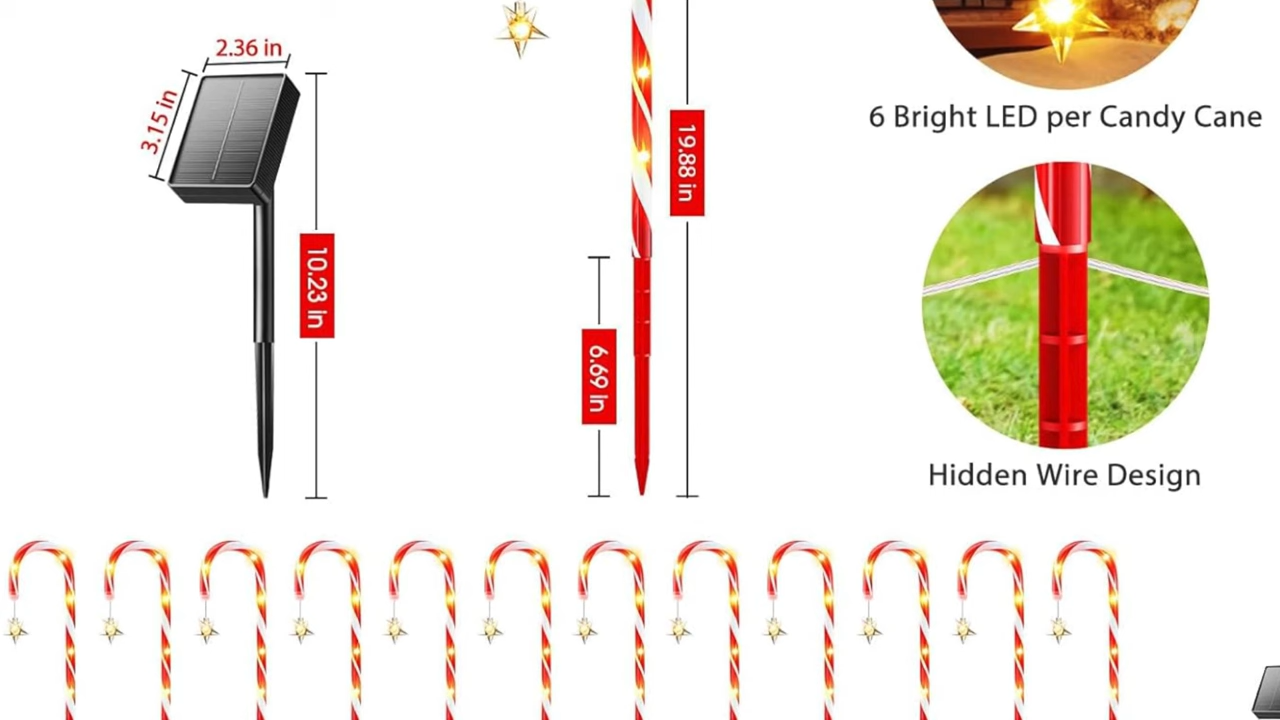 2.36 in
3.15 in
10.23 in
19.88 in
6.69 in
6 Bright LED per Candy Cane
Hidden Wire Design